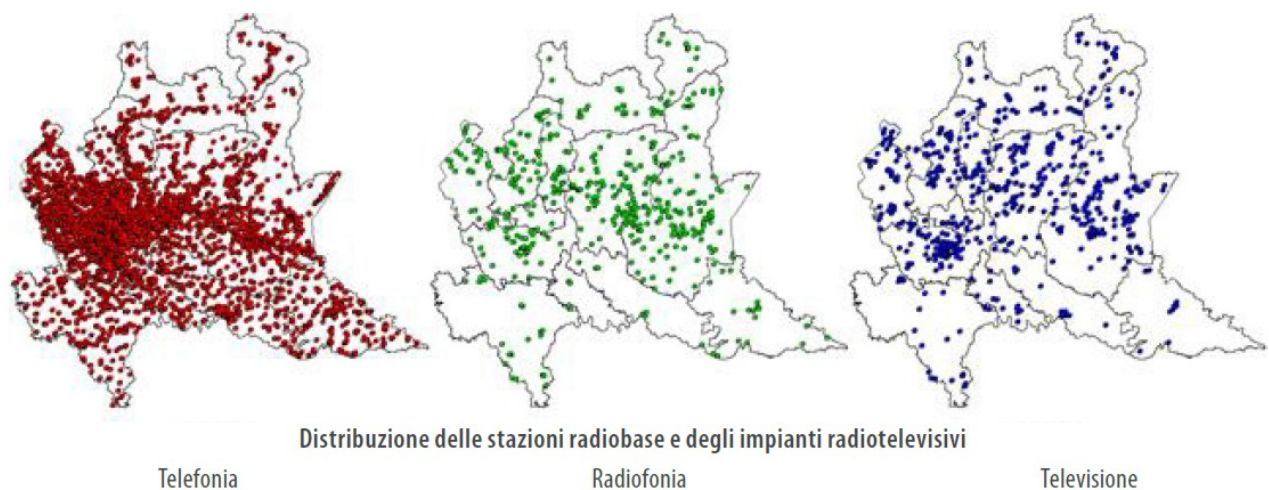 Distribuzione delle stazioni radiobase e degli impianti radiotelevisivi
Telefonia
Radiofonia
Televisione